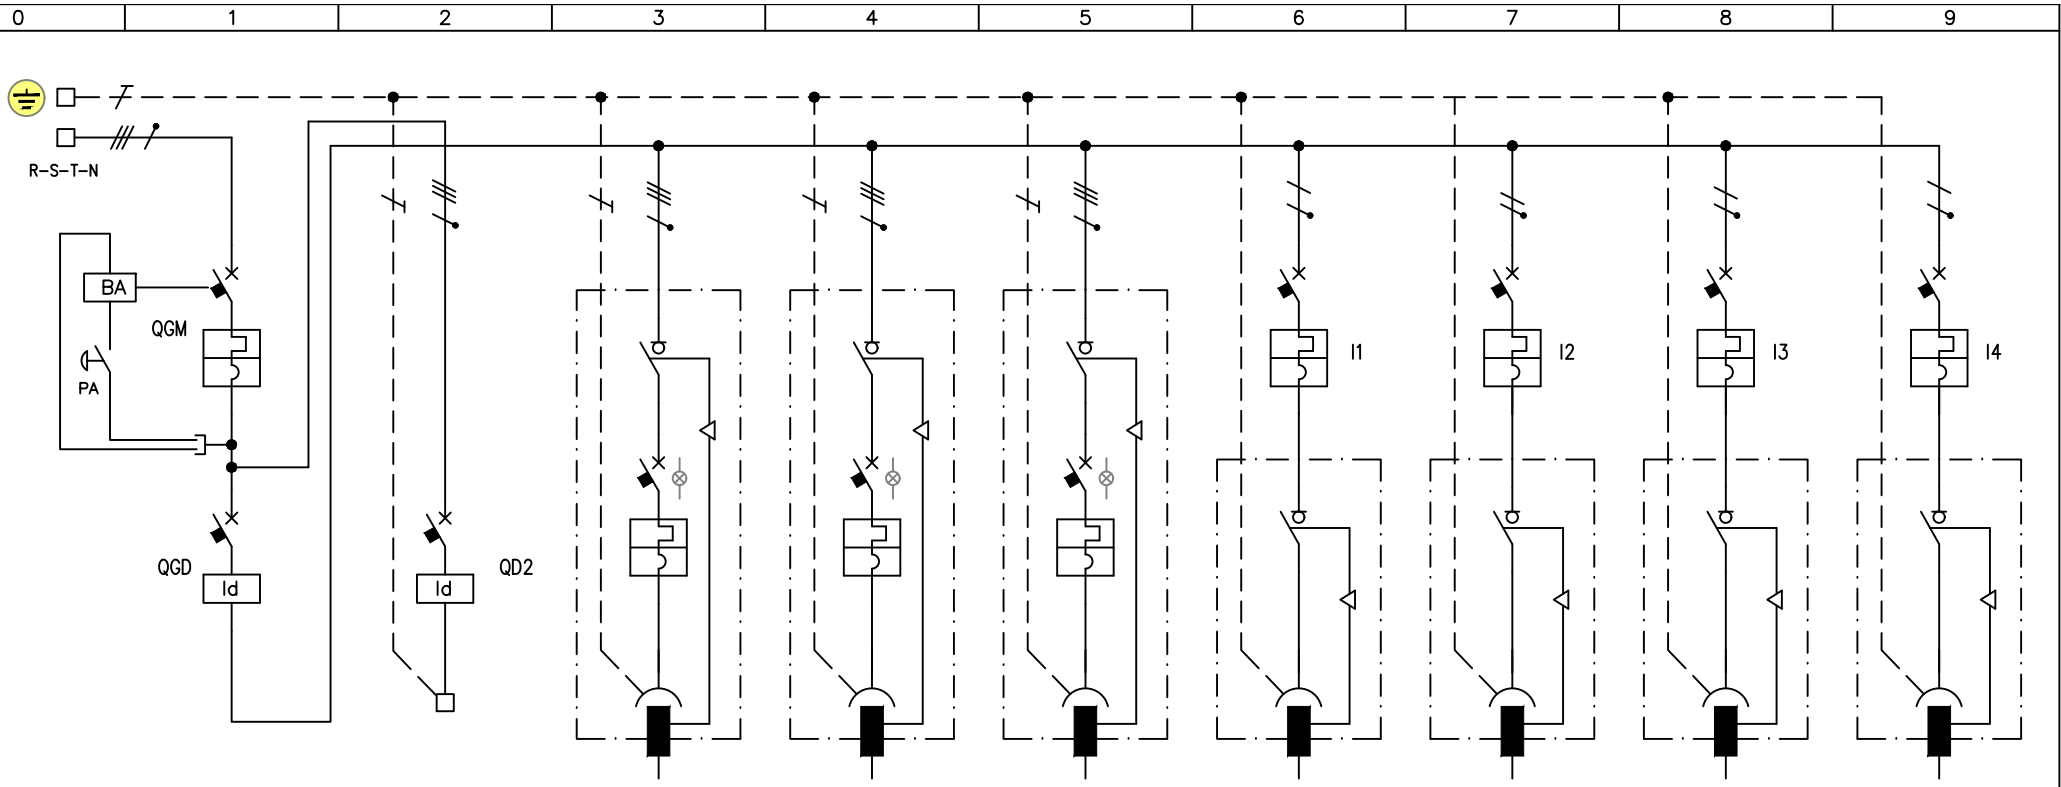 0 1 2 3 4 5 6 7 8 9
R-S-T-N
BA
QGM
I1 I2 I3 I4
PA
QGD QD2
Id Id